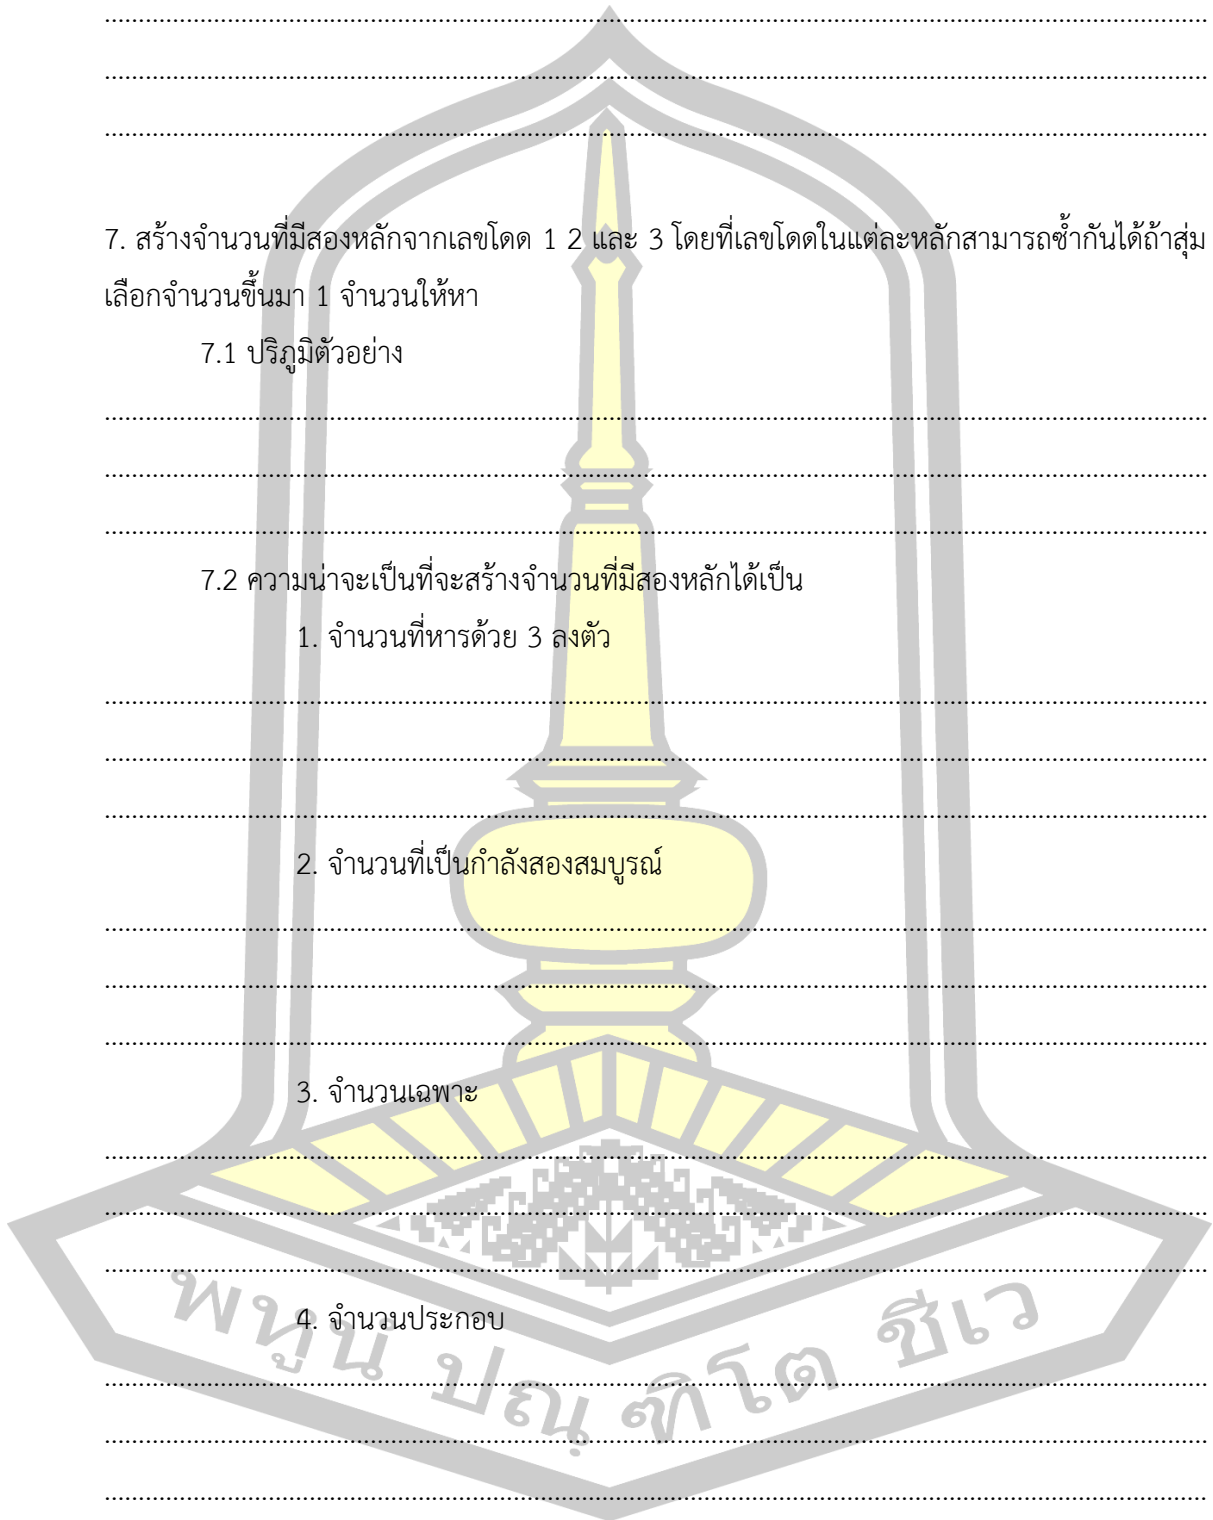 7. สร้างจำนวนที่มีสองหลักจากเลขโดด 1 2 และ 3 โดยที่เลขโดดในแต่ละหลักสามารถซ้ำกันได้ถ้าสุ่ม
เลือกจำนวนขึ้นมา 1 จำนวนให้หา
7.1 ปริภูมิตัวอย่าง
7.2 ความน่าจะเป็นที่จะสร้างจำนวนที่มีสองหลักได้เป็น
1. จำนวนที่หารด้วย 3 ลงตัว
2. จำนวนที่เป็นกำลังสองสมบูรณ์
3. จำนวนเฉพาะ
4. จำนวนประกอบ
พหูนํ ปณฺฑิโต ชีเว